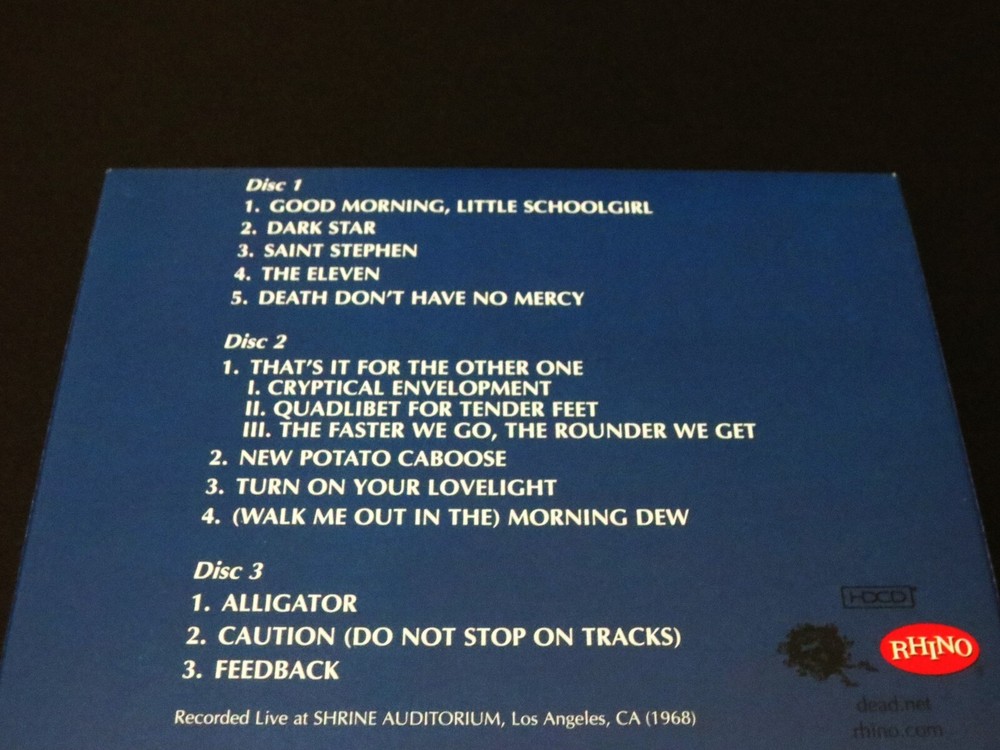 Disc 1
1. GOOD MORNING, LITTLE SCHOOLGIRL
2. DARK STAR
3. SAINT STEPHEN
4. THE ELEVEN
5. DEATH DON'T HAVE NO MERCY
Disc 2
1. THAT'S IT FOR THE OTHER ONE
I. CRYPTICAL ENVELOPMENT
II. QUADLIBET FOR TENDER FEET
III. THE FASTER WE GO, THE ROUNDER WE GET
2. NEW POTATO CABOOSE
3. TURN ON YOUR LOVELIGHT
4. (WALK ME OUT IN THE) MORNING DEW
Disc 3
1. ALLIGATOR
2. CAUTION (DO NOT STOP ON TRACKS)
3. FEEDBACK
Recorded Live at SHRINE AUDITORIUM, Los Angeles, CA (1968)
HDCD
RHINO
dead.net
rhino.com